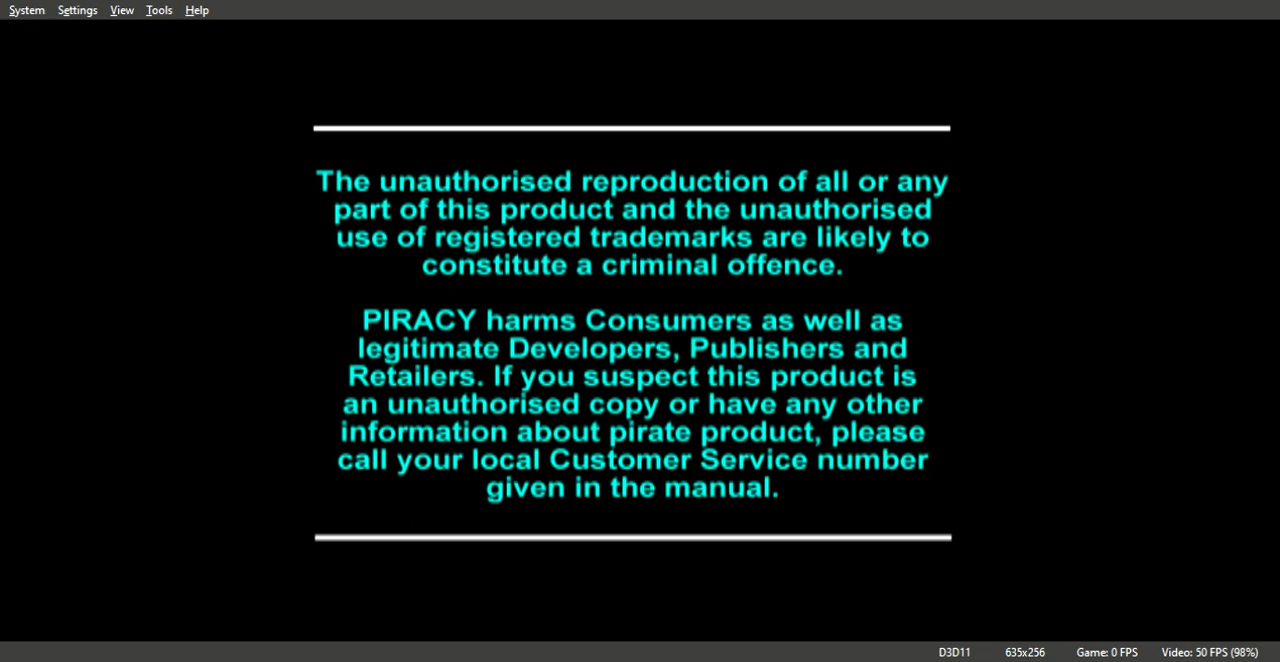 System Settings View Tools Help
The unauthorised reproduction of all or any
part of this product and the unauthorised
use of registered trademarks are likely to
constitute a criminal offence.
PIRACY harms Consumers as well as
legitimate Developers, Publishers and
Retailers. If you suspect this product is
an unauthorised copy or have any other
information about pirate product, please
call your local Customer Service number
given in the manual.
D3D11 635x256 Game: 0 FPS Video: 50 FPS (98%)